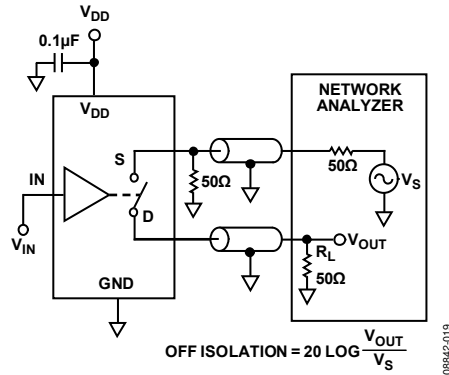 VDD
0.1µF
VDD
NETWORK
ANALYZER
S
50Ω
50Ω
VS
IN
D
VOUT
VIN
RL
50Ω
GND
OFF ISOLATION = 20 LOG VOUT/VS
08842-019